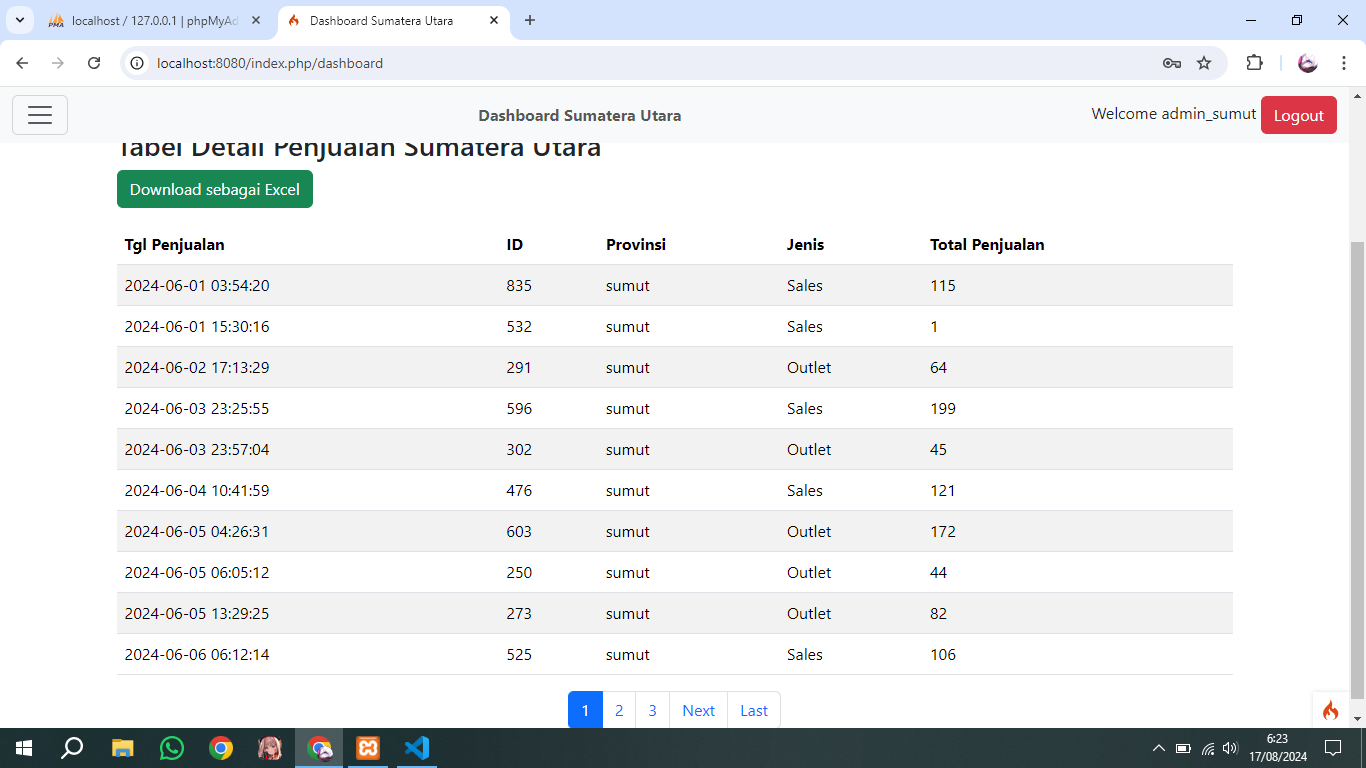 localhost / 127.0.0.1 | phpMyAd
Dashboard Sumatera Utara
localhost:8080/index.php/dashboard
Dashboard Sumatera Utara
Welcome admin_sumut Logout
Tabel Detail Penjualan Sumatera Utara
Download sebagai Excel
Tgl Penjualan ID Provinsi Jenis Total Penjualan
2024-06-01 03:54:20 835 sumut Sales 115
2024-06-01 15:30:16 532 sumut Sales 1
2024-06-02 17:13:29 291 sumut Outlet 64
2024-06-03 23:25:55 596 sumut Sales 199
2024-06-03 23:57:04 302 sumut Outlet 45
2024-06-04 10:41:59 476 sumut Sales 121
2024-06-05 04:26:31 603 sumut Outlet 172
2024-06-05 06:05:12 250 sumut Outlet 44
2024-06-05 13:29:25 273 sumut Outlet 82
2024-06-06 06:12:14 525 sumut Sales 106
1 2 3 Next Last
6:23
17/08/2024